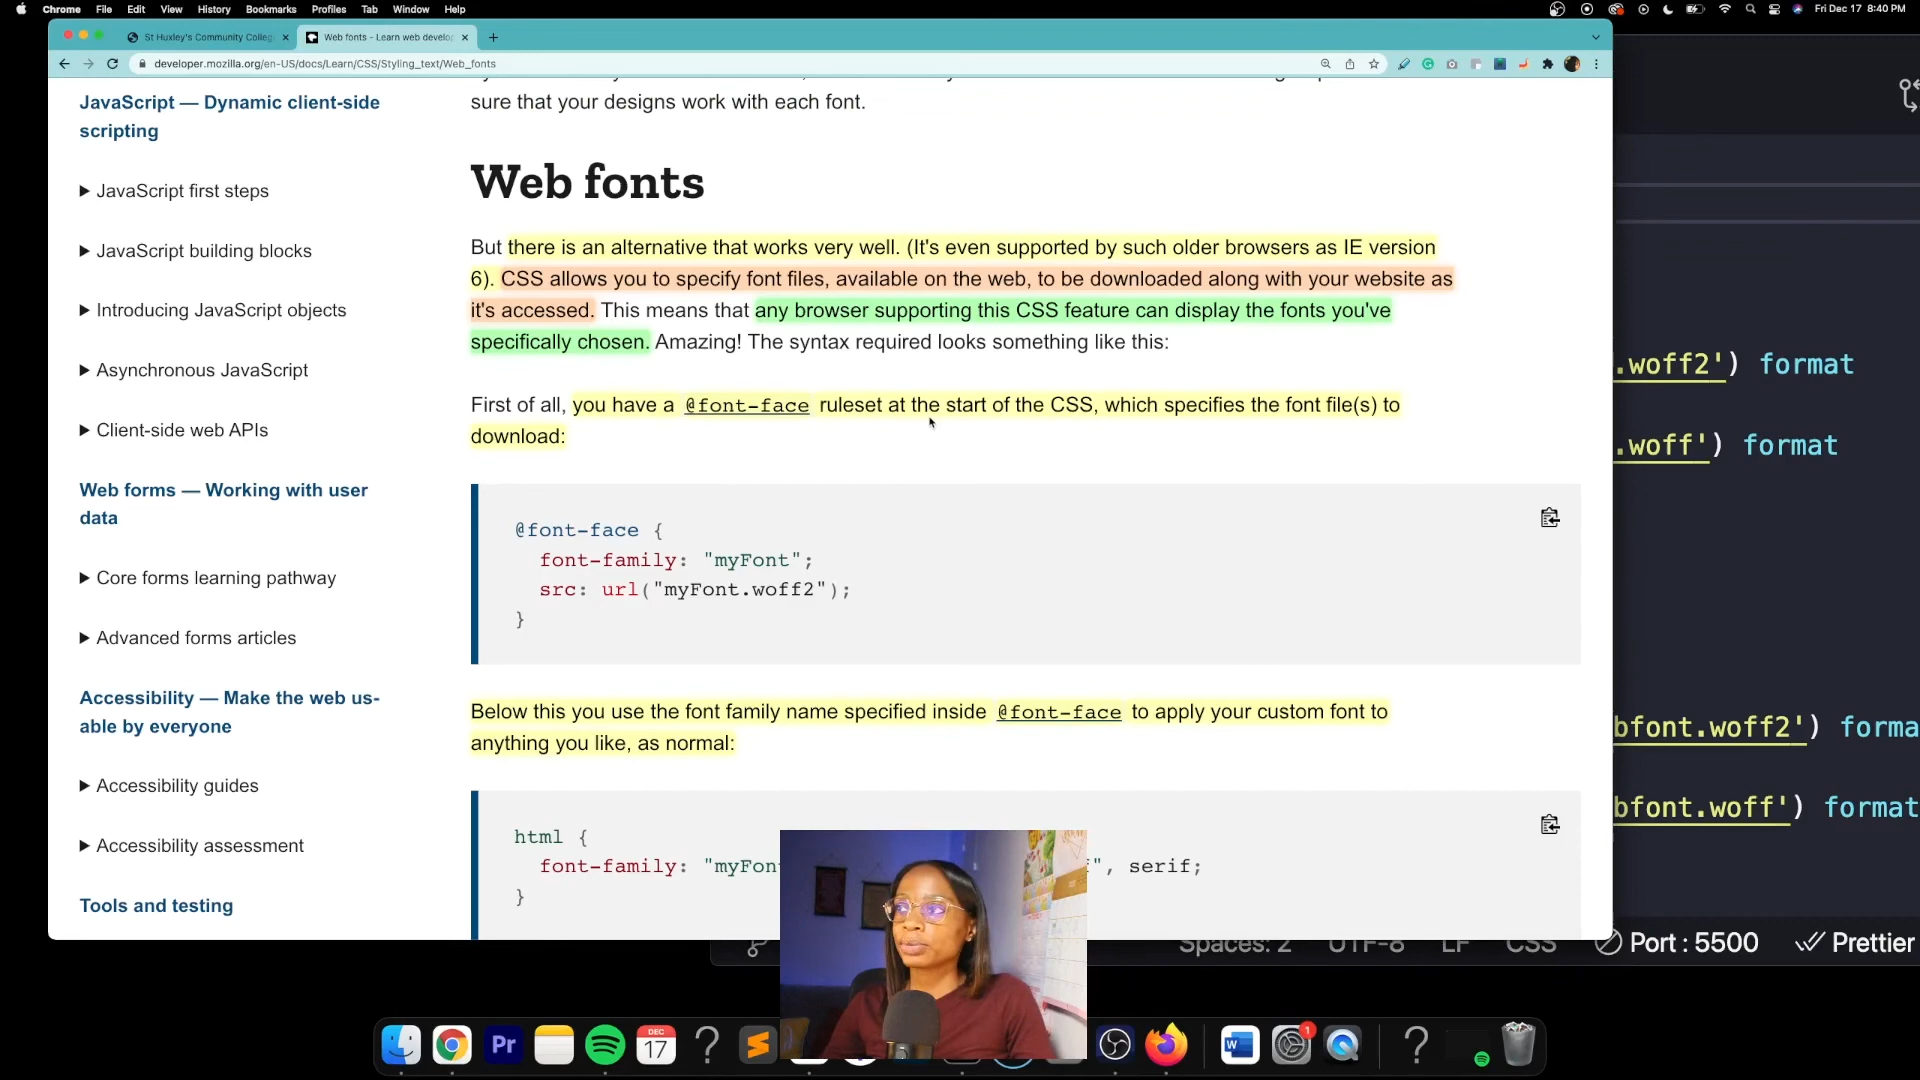 Chrome File Edit View History Bookmarks Profiles Tab Window Help
Fri Dec 17 8:40 PM
St Huxley's Community Colleg
Web fonts - Learn web develo
developer.mozilla.org/en-US/docs/Learn/CSS/Styling_text/Web_fonts
JavaScript — Dynamic client-side
scripting
▶ JavaScript first steps
▶ JavaScript building blocks
▶ Introducing JavaScript objects
▶ Asynchronous JavaScript
▶ Client-side web APIs
Web forms — Working with user
data
▶ Core forms learning pathway
▶ Advanced forms articles
Accessibility — Make the web us-
able by everyone
▶ Accessibility guides
▶ Accessibility assessment
Tools and testing
sure that your designs work with each font.
Web fonts
But there is an alternative that works very well. (It's even supported by such older browsers as IE version
6). CSS allows you to specify font files, available on the web, to be downloaded along with your website as
it's accessed. This means that any browser supporting this CSS feature can display the fonts you've
specifically chosen. Amazing! The syntax required looks something like this:
First of all, you have a @font-face ruleset at the start of the CSS, which specifies the font file(s) to
download:
@font-face {
font-family: "myFont";
src: url("myFont.woff2");
}
Below this you use the font family name specified inside @font-face to apply your custom font to
anything you like, as normal:
html {
font-family: "myFon
", serif;
}
.woff2') format
.woff') format
bfont.woff2') forma
bfont.woff') format
Spaces: 2 UTF-8 LF CSS Port : 5500 Prettier
Pr
DEC
17
W
1